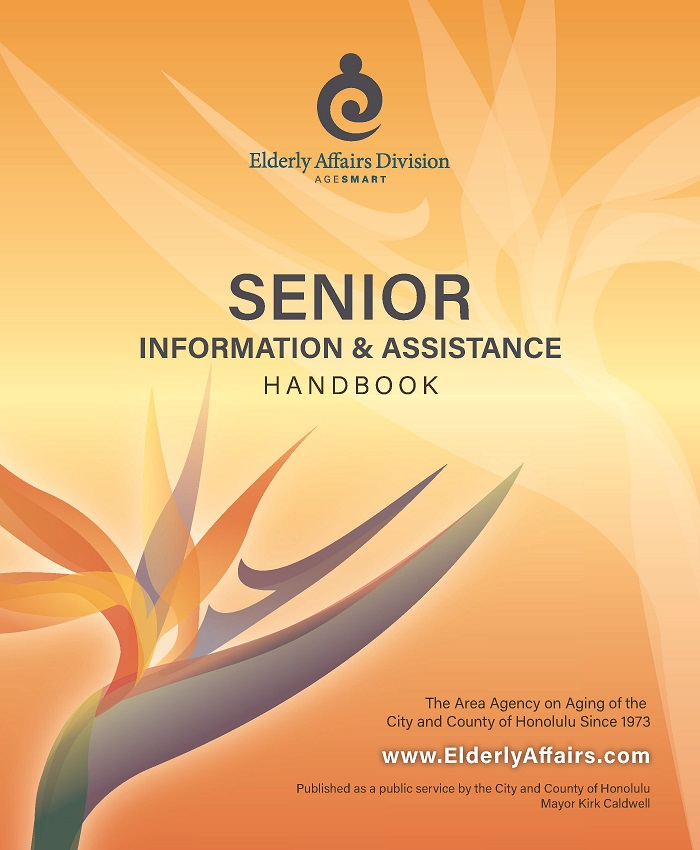 Elderly Affairs Division
AGESMART
SENIOR
INFORMATION & ASSISTANCE
HANDBOOK
The Area Agency on Aging of the
City and County of Honolulu Since 1973
www.ElderlyAffairs.com
Published as a public service by the City and County of Honolulu
Mayor Kirk Caldwell